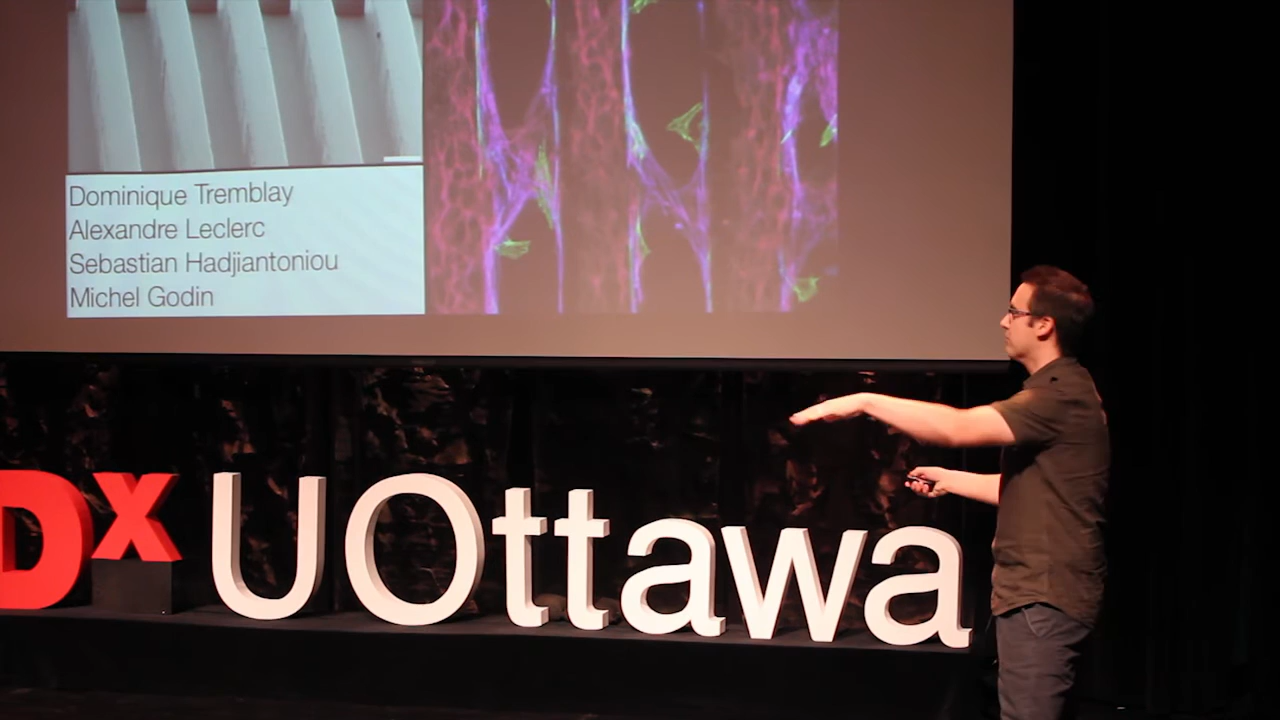 Dominique Tremblay
Alexandre Leclerc
Sebastian Hadjiantoniou
Michel Godin
Dx UOttawa